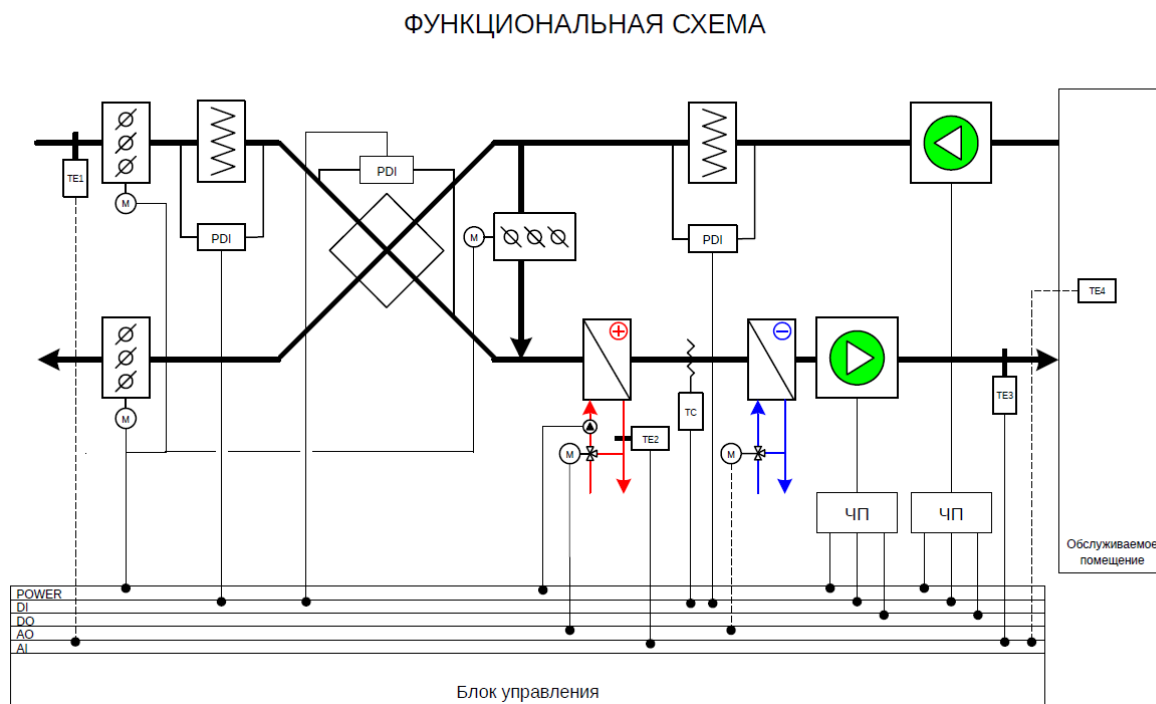 ФУНКЦИОНАЛЬНАЯ СХЕМА
TE1
M
PDI
PDI
M
PDI
TE4
M
TC
TE3
M
TE2
M
ЧП
ЧП
Обслуживаемое
помещение
POWER
DI
DO
AO
AI
Блок управления